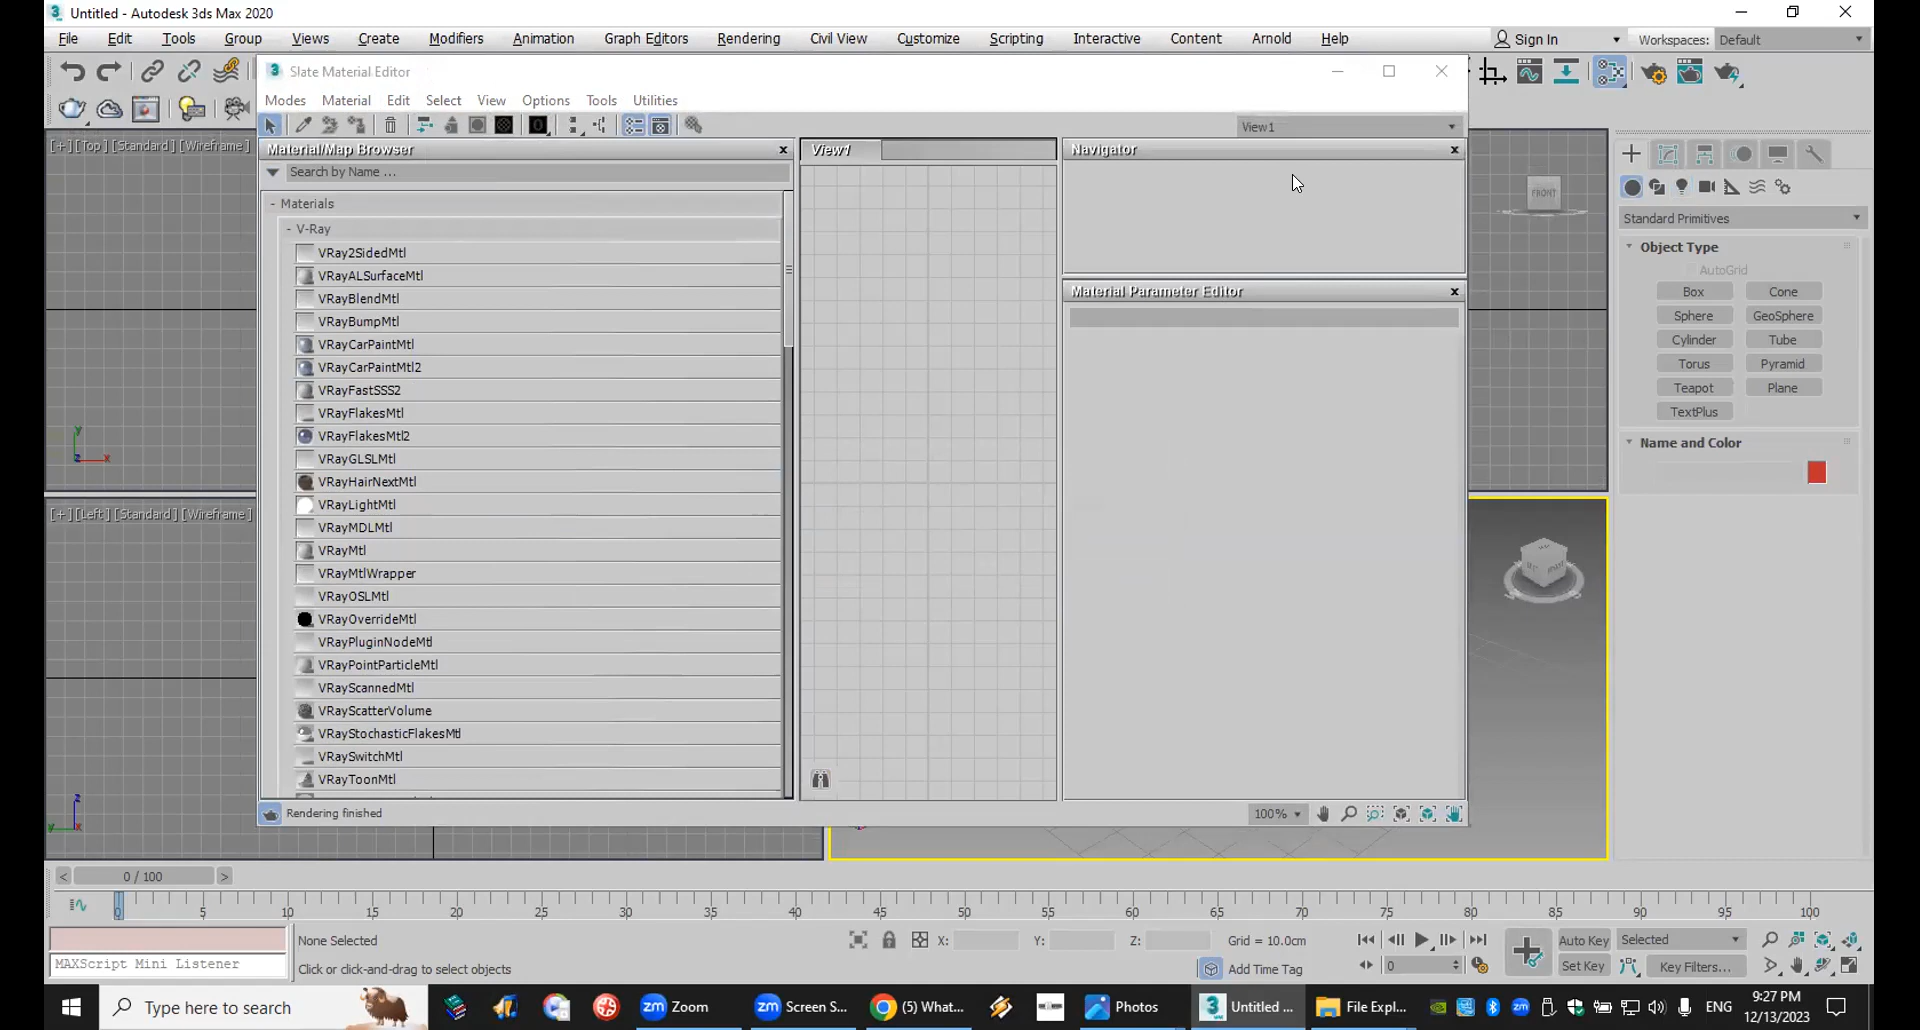 Untitled - Autodesk 3ds Max 2020
File Edit Tools Group Views Create Modifiers Animation Graph Editors Rendering Civil View Customize Scripting Interactive Content Arnold Help Sign In Workspaces: Default
Slate Material Editor
Modes Material Edit Select View Options Tools Utilities
View1
Material/Map Browser
Search by Name ...
- Materials
- V-Ray
VRay2SidedMtl
VRayALSurfaceMtl
VRayBlendMtl
VRayBumpMtl
VRayCarPaintMtl
VRayCarPaintMtl2
VRayFastSSS2
VRayFlakesMtl
VRayFlakesMtl2
VRayGLSLMtl
VRayHairNextMtl
VRayLightMtl
VRayMDLMtl
VRayMtl
VRayMtlWrapper
VRayOSLMtl
VRayOverrideMtl
VRayPluginNodeMtl
VRayPointParticleMtl
VRayScannedMtl
VRayScatterVolume
VRayStochasticFlakesMtl
VRaySwitchMtl
VRayToonMtl
Rendering finished
View1
Navigator
Material Parameter Editor
100%
[+] [Top] [Standard] [Wireframe]
[+] [Left] [Standard] [Wireframe]
y
x
z
z
y
x
FRONT
Standard Primitives
Object Type
AutoGrid
Box Cone
Sphere GeoSphere
Cylinder Tube
Torus Pyramid
Teapot Plane
TextPlus
Name and Color
< 0 / 100 >
0 5 10 15 20 25 30 35 40 45 50 55 60 65 70 75 80 85 90 95 100
None Selected X: Y: Z: Grid = 10.0cm Auto Key Selected
MAXScript Mini Listener Click or click-and-drag to select objects Add Time Tag 0 Set Key Key Filters...
Type here to search Zoom Screen S... (5) What... Photos Untitled ... File Expl... ENG 9:27 PM
12/13/2023